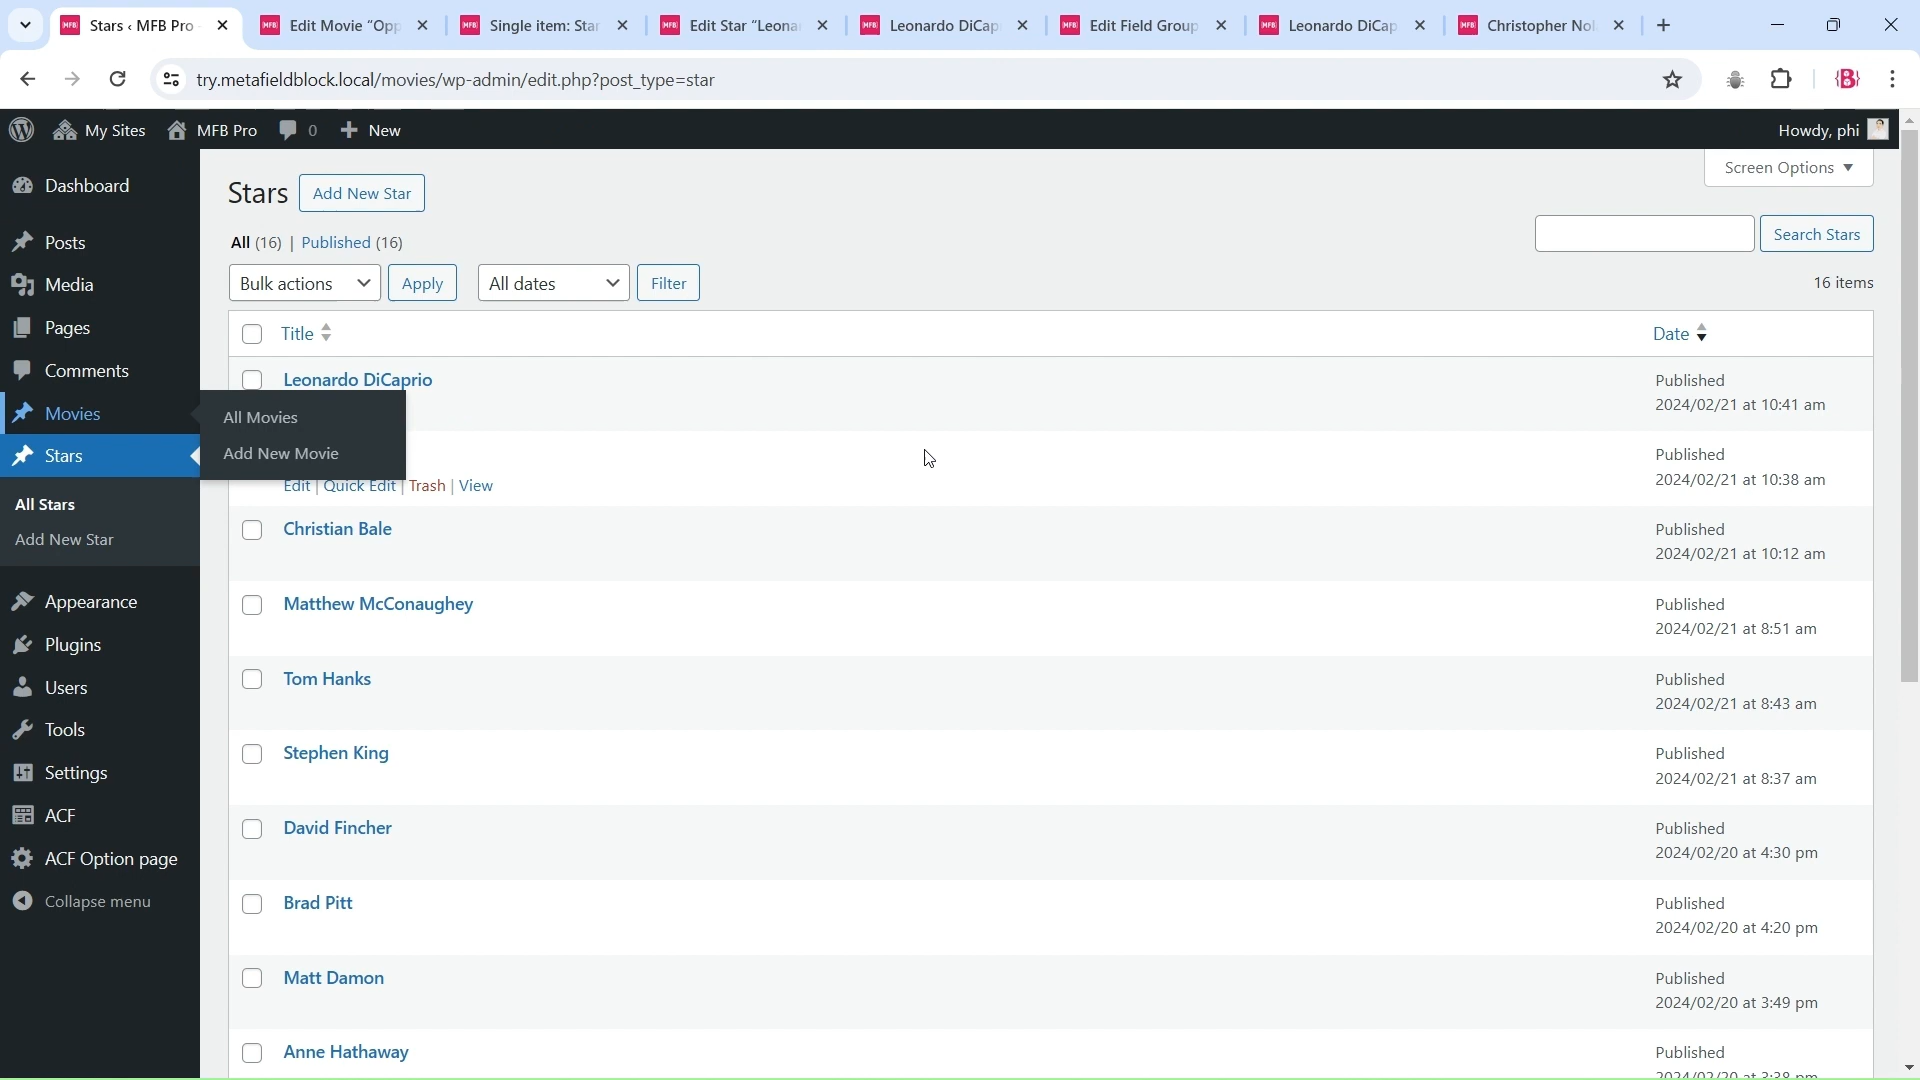 Stars ‹ MFB Pro
Edit Movie “Opp
Single item: Star
Edit Star “Leona
Leonardo DiCap
Edit Field Group
Leonardo DiCap
Christopher Nol
try.metafieldblock.local/movies/wp-admin/edit.php?post_type=star
My Sites
MFB Pro
0
New
Howdy, phi
Dashboard
Posts
Media
Pages
Comments
Movies
Stars
All Stars
Add New Star
Appearance
Plugins
Users
Tools
Settings
ACF
ACF Option page
Collapse menu
All Movies
Add New Movie
Screen Options
Stars
Add New Star
All (16) | Published (16)
Search Stars
Bulk actions
Apply
All dates
Filter
16 items
Title
Date
Leonardo DiCaprio
Published
2024/02/21 at 10:41 am
Edit | Quick Edit | Trash | View
Published
2024/02/21 at 10:38 am
Christian Bale
Published
2024/02/21 at 10:12 am
Matthew McConaughey
Published
2024/02/21 at 8:51 am
Tom Hanks
Published
2024/02/21 at 8:43 am
Stephen King
Published
2024/02/21 at 8:37 am
David Fincher
Published
2024/02/20 at 4:30 pm
Brad Pitt
Published
2024/02/20 at 4:20 pm
Matt Damon
Published
2024/02/20 at 3:49 pm
Anne Hathaway
Published
2024/02/20 at 3:38 pm